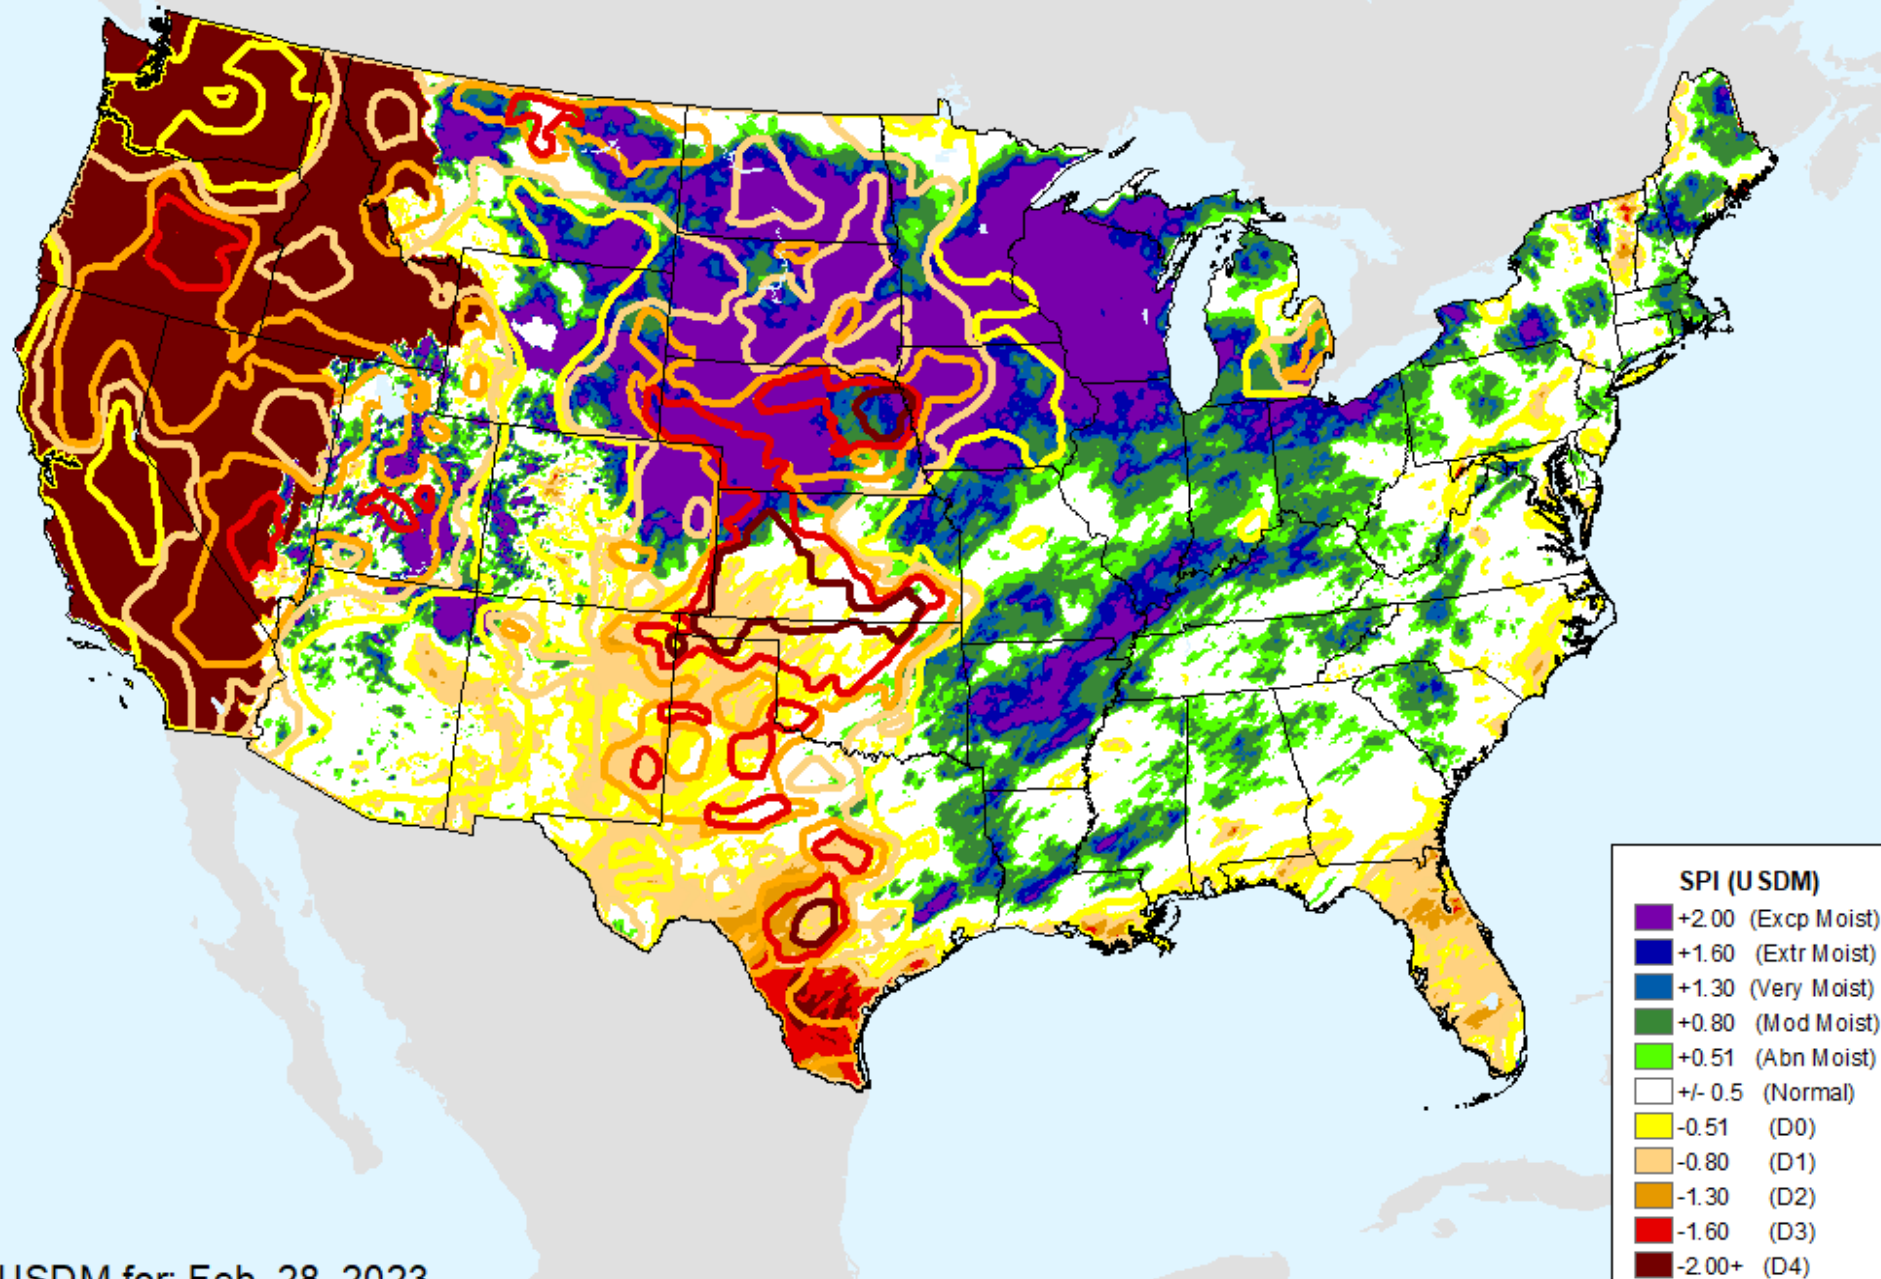 SPI (USDM)
+2.00 (Excp Moist)
+1.60 (Extr Moist)
+1.30 (Very Moist)
+0.80 (Mod Moist)
+0.51 (Abn Moist)
+/- 0.5 (Normal)
-0.51 (D0)
-0.80 (D1)
-1.30 (D2)
-1.60 (D3)
-2.00+ (D4)
USDM for: Feb. 28, 2023